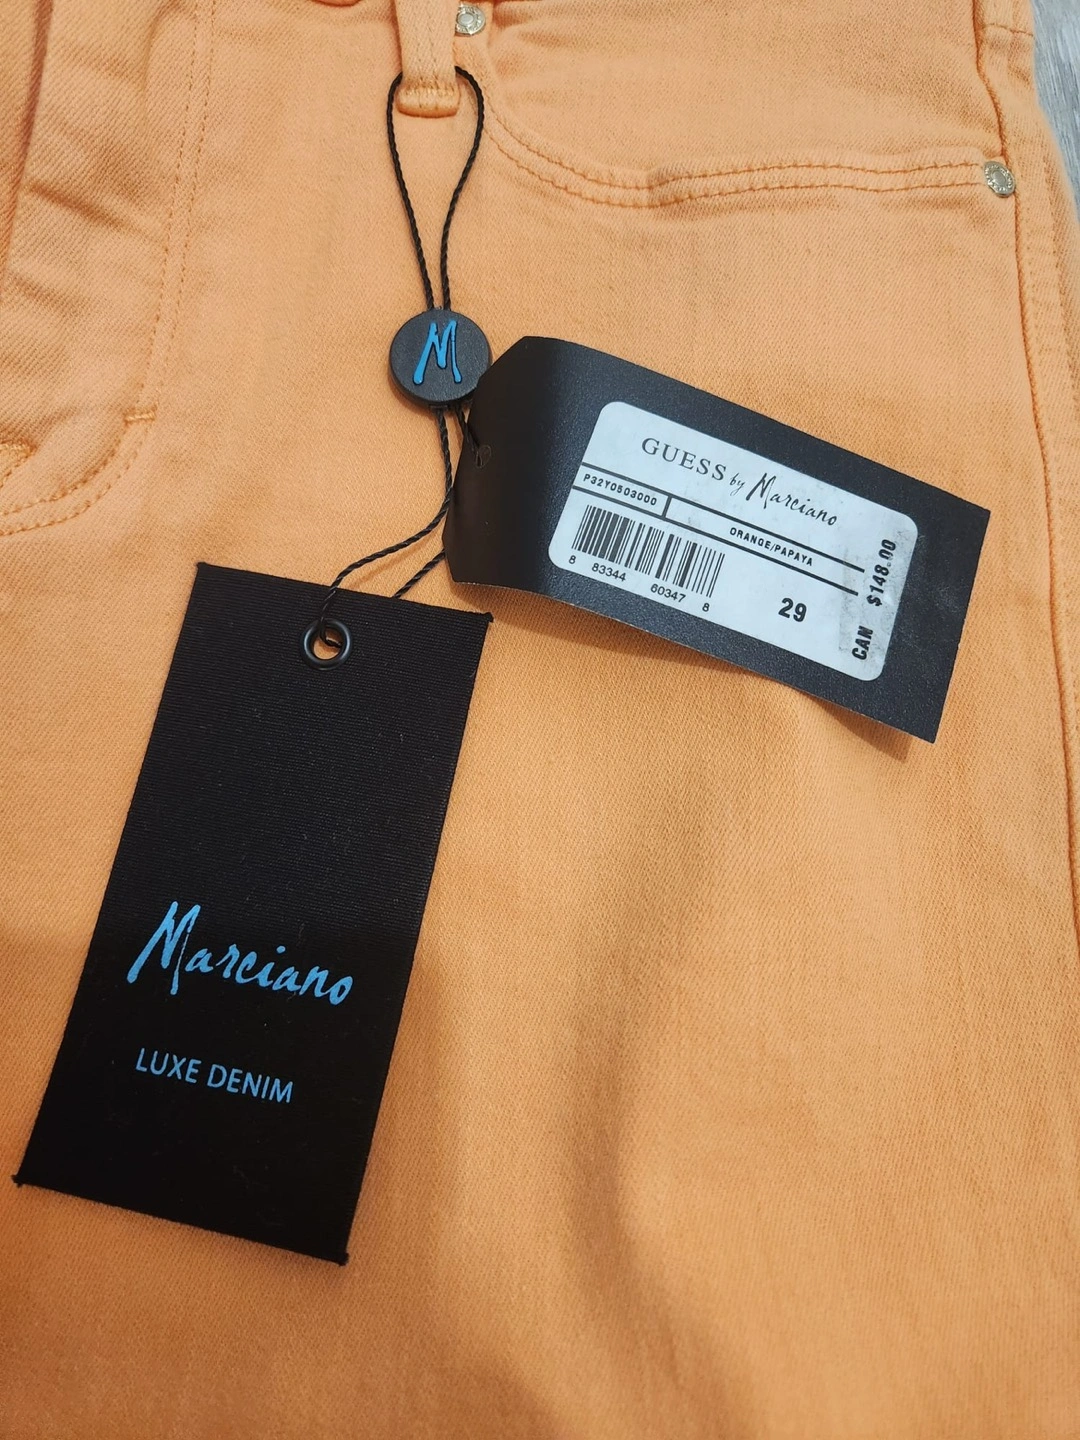 M
GUESS by Marciano
P32Y0503000
ORANGE/PAPAYA
8 83344 60347 8
29
CAN $148.00
Marciano
LUXE DENIM